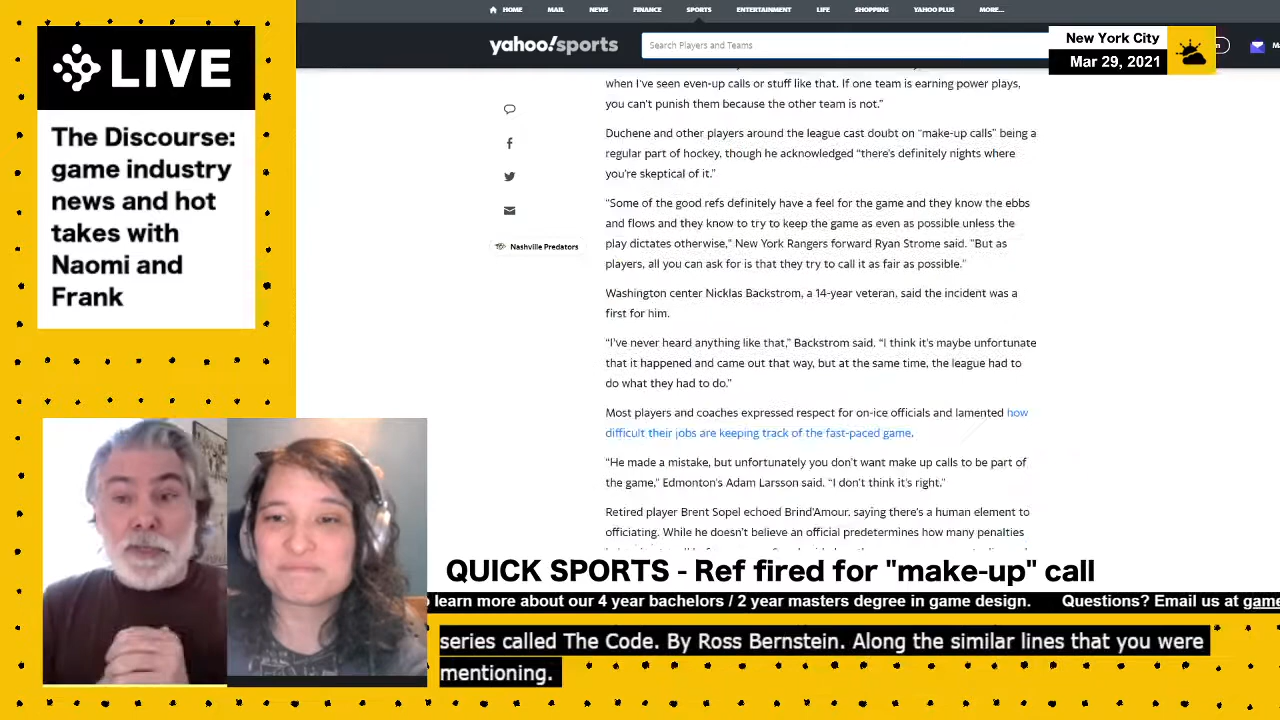 HOME MAIL NEWS FINANCE SPORTS ENTERTAINMENT LIFE SHOPPING YAHOO PLUS MORE...
yahoo!sports
Search Players and Teams
New York City
Mar 29, 2021
LIVE
The Discourse:
game industry
news and hot
takes with
Naomi and
Frank
when I've seen even-up calls or stuff like that. If one team is earning power plays,
you can't punish them because the other team is not.”
Duchene and other players around the league cast doubt on “make-up calls” being a
regular part of hockey, though he acknowledged “there's definitely nights where
you're skeptical of it.”
“Some of the good refs definitely have a feel for the game and they know the ebbs
and flows and they know to try to keep the game as even as possible unless the
play dictates otherwise,” New York Rangers forward Ryan Strome said. “But as
players, all you can ask for is that they try to call it as fair as possible.”
Nashville Predators
Washington center Nicklas Backstrom, a 14-year veteran, said the incident was a
first for him.
“I've never heard anything like that,” Backstrom said. “I think it's maybe unfortunate
that it happened and came out that way, but at the same time, the league had to
do what they had to do.”
Most players and coaches expressed respect for on-ice officials and lamented how
difficult their jobs are keeping track of the fast-paced game.
“He made a mistake, but unfortunately you don't want make up calls to be part of
the game,” Edmonton's Adam Larsson said. “I don't think it's right.”
Retired player Brent Sopel echoed Brind'Amour, saying there's a human element to
officiating. While he doesn't believe an official predetermines how many penalties
QUICK SPORTS - Ref fired for "make-up" call
learn more about our 4 year bachelors / 2 year masters degree in game design. Questions? Email us at game
series called The Code. By Ross Bernstein. Along the similar lines that you were
mentioning.